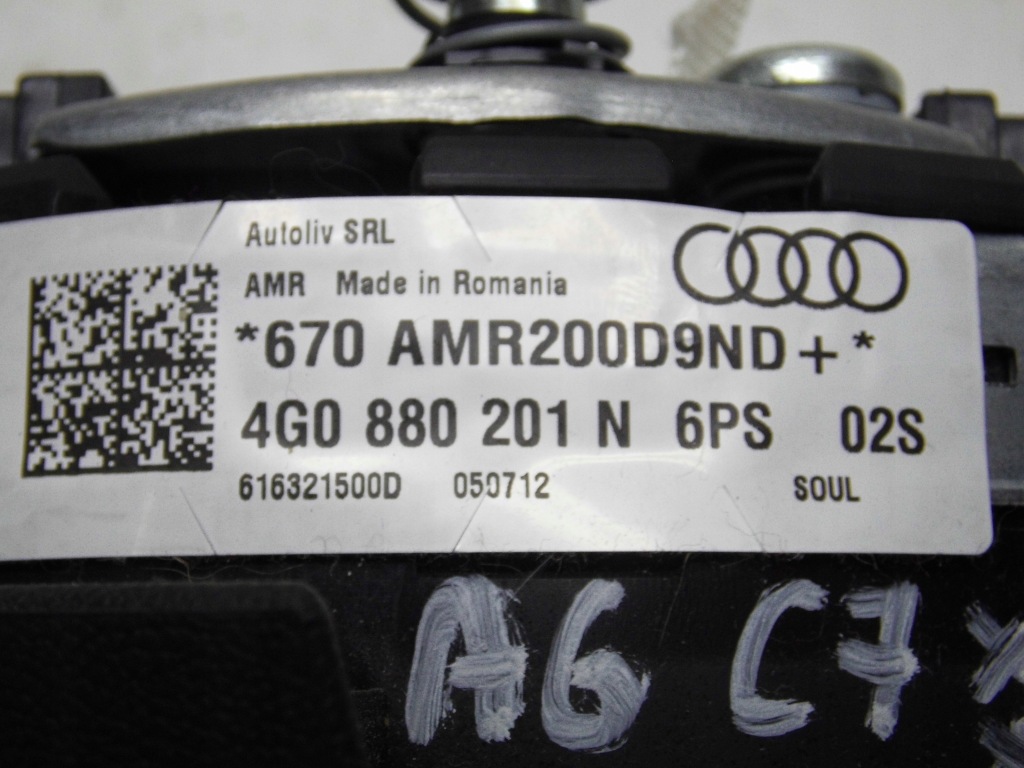 Autoliv SRL
AMR Made in Romania
*670 AMR200D9ND+*
4G0 880 201 N 6PS 02S
616321500D 050712 SOUL
A6 C7